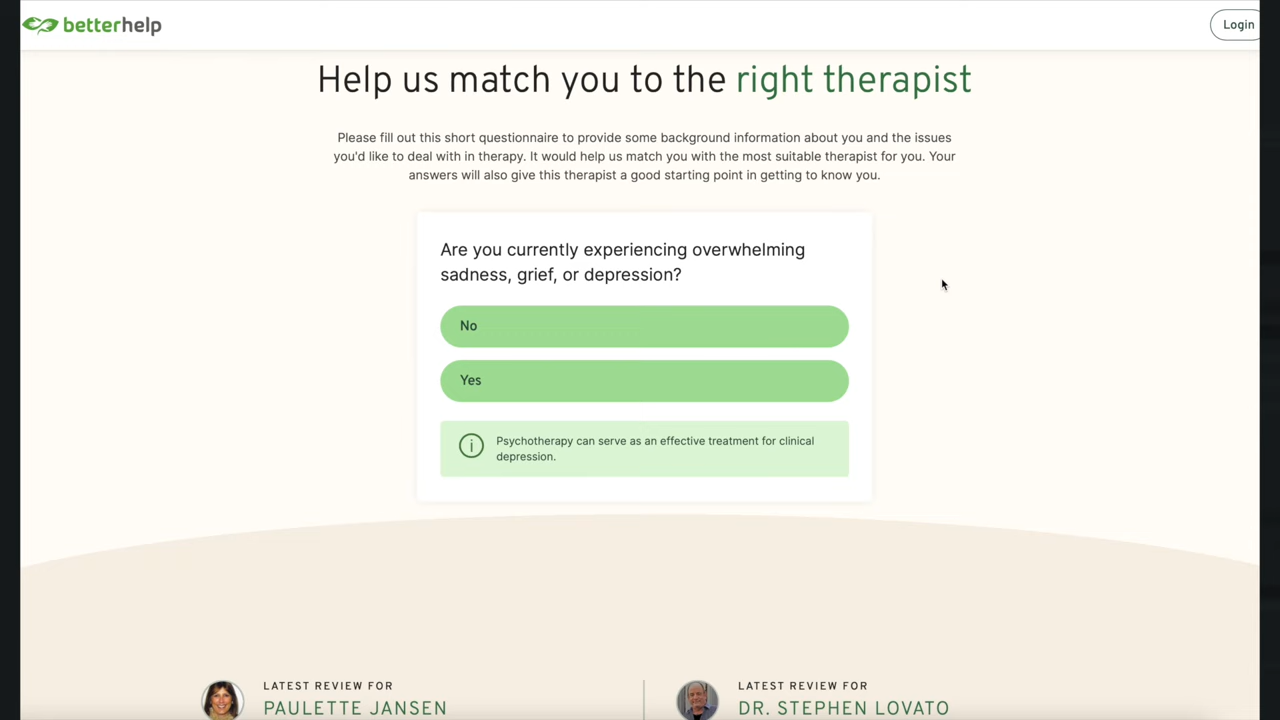 betterhelp
Login
Help us match you to the right therapist
Please fill out this short questionnaire to provide some background information about you and the issues
you'd like to deal with in therapy. It would help us match you with the most suitable therapist for you. Your
answers will also give this therapist a good starting point in getting to know you.
Are you currently experiencing overwhelming
sadness, grief, or depression?
No
Yes
Psychotherapy can serve as an effective treatment for clinical
depression.
LATEST REVIEW FOR
PAULETTE JANSEN
LATEST REVIEW FOR
DR. STEPHEN LOVATO